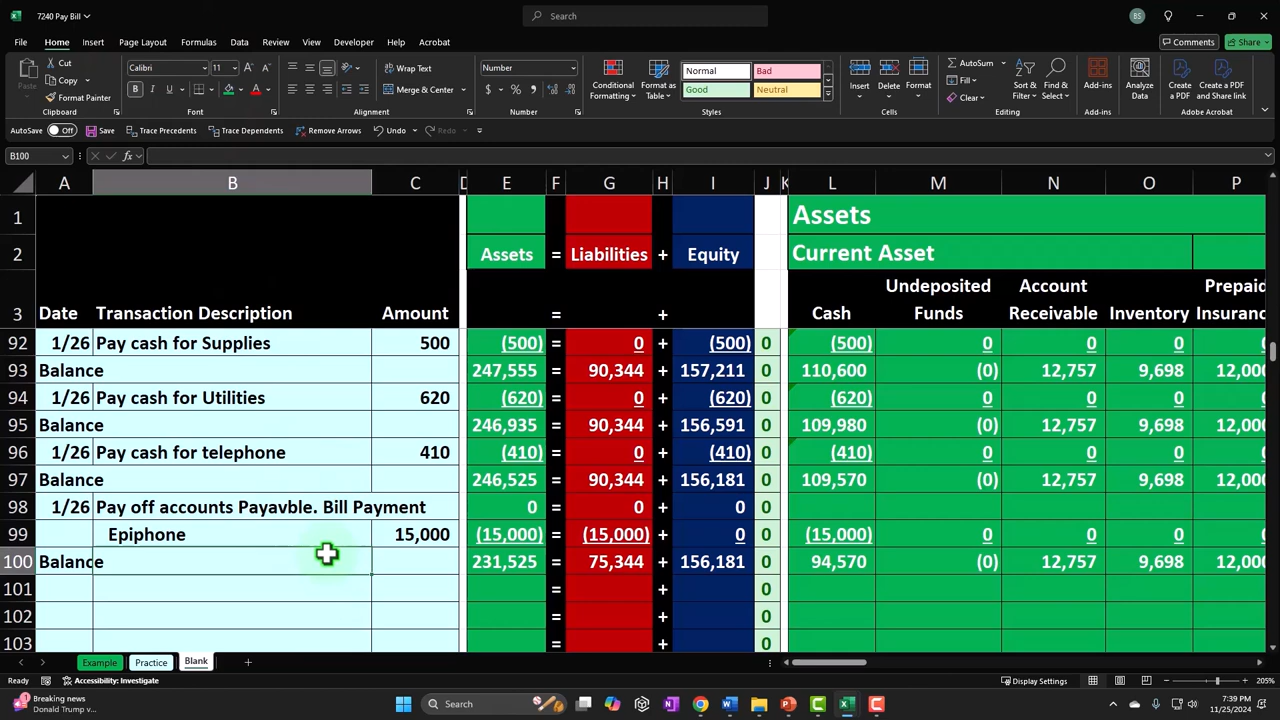 7240 Pay Bill
Search
BS
File Home Insert Page Layout Formulas Data Review View Developer Help Acrobat Comments Share
Paste Cut Copy Format Painter Clipboard
Calibri 11 B I U A Font
Wrap Text Merge & Center Alignment
Number $ % Number
Conditional Formatting Format as Table Normal Bad Good Neutral Styles
Insert Delete Format Cells
AutoSum Fill Clear Sort & Filter Find & Select Editing
Add-ins Add-ins
Analyze Data
Create a PDF Create a PDF and Share link Adobe Acrobat
AutoSave Off Save Trace Precedents Trace Dependents Remove Arrows Undo Redo
B100 fx
A B C D E F G H I J K L M N O P
1 Assets
2 Assets = Liabilities + Equity Current Asset
Undeposited Account Prepaid
3 Date Transaction Description Amount = + Cash Funds Receivable Inventory Insuranc
92 1/26 Pay cash for Supplies 500 (500) = 0 + (500) 0 (500) 0 0 0 0
93 Balance 247,555 = 90,344 + 157,211 0 110,600 (0) 12,757 9,698 12,000
94 1/26 Pay cash for Utilities 620 (620) = 0 + (620) 0 (620) 0 0 0 0
95 Balance 246,935 = 90,344 + 156,591 0 109,980 (0) 12,757 9,698 12,000
96 1/26 Pay cash for telephone 410 (410) = 0 + (410) 0 (410) 0 0 0 0
97 Balance 246,525 = 90,344 + 156,181 0 109,570 (0) 12,757 9,698 12,000
98 1/26 Pay off accounts Payavble. Bill Payment 0 = 0 + 0 0
99 Epiphone 15,000 (15,000) = (15,000) + 0 0 (15,000) 0 0 0 0
100 Balance 231,525 = 75,344 + 156,181 0 94,570 (0) 12,757 9,698 12,000
101 = + 0
102 = + 0
103 = + 0
Example Practice Blank
Ready Accessibility: Investigate Display Settings 205%
1 Breaking news
Donald Trump v... Search 7:39 PM
11/25/2024